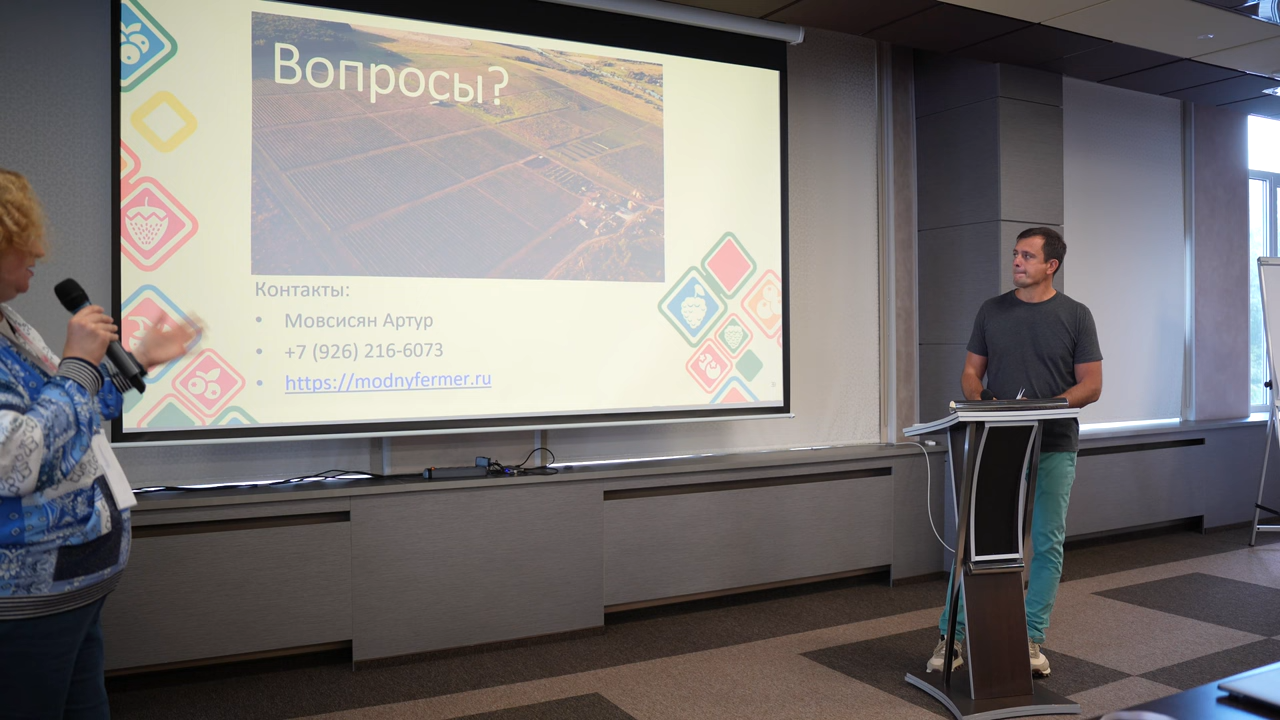 Вопросы?
Контакты:
• Мовсисян Артур
• +7 (926) 216-6073
• https://modnyfermer.ru